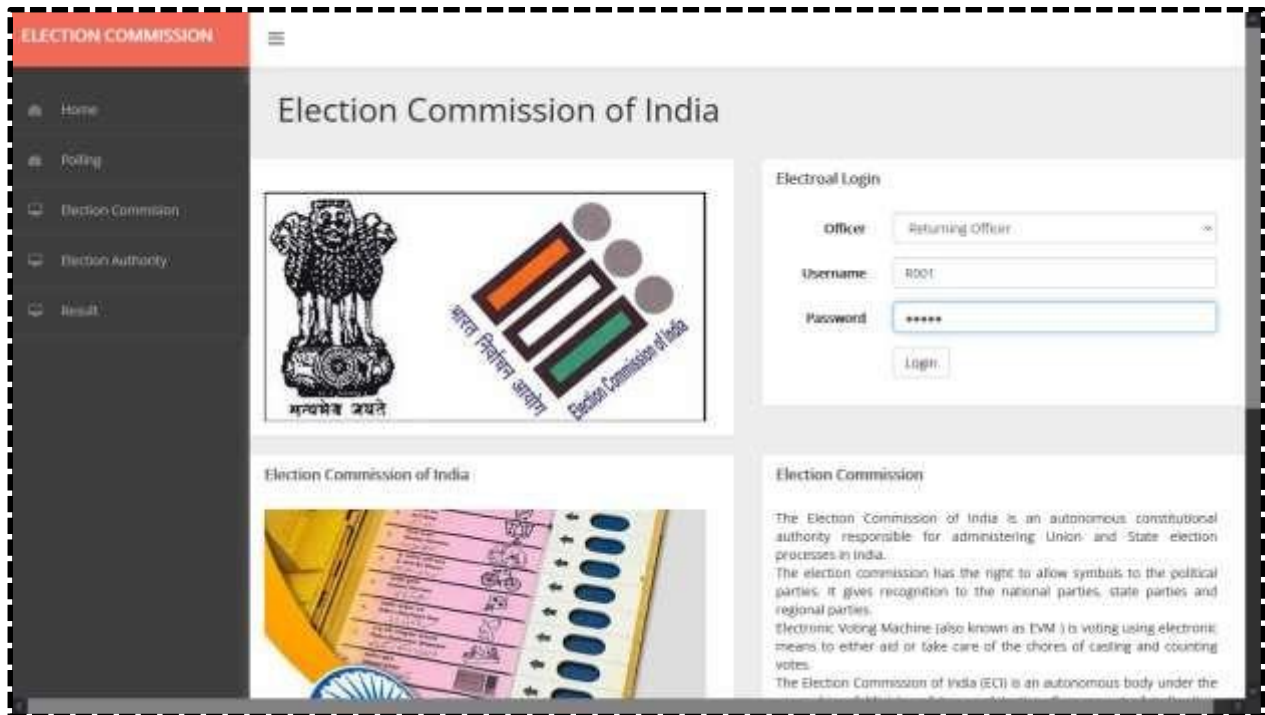 ELECTION COMMISSION
Home
Polling
Election Commision
Election Authority
Result
Election Commission of India
सत्यमेव जयते
भारत निर्वाचन आयोग
Election Commission of India
Electroal Login
Officer
Returning Officer
Username
R001
Password
•••••
Login
Election Commission of India
Election Commission
The Election Commission of India is an autonomous constitutional
authority responsible for administering Union and State election
processes in India.
The election commission has the right to allow symbols to the political
parties. It gives recognition to the national parties, state parties and
regional parties.
Electronic Voting Machine (also known as EVM ) is voting using electronic
means to either aid or take care of the chores of casting and counting
votes.
The Election Commission of India (ECI) is an autonomous body under the